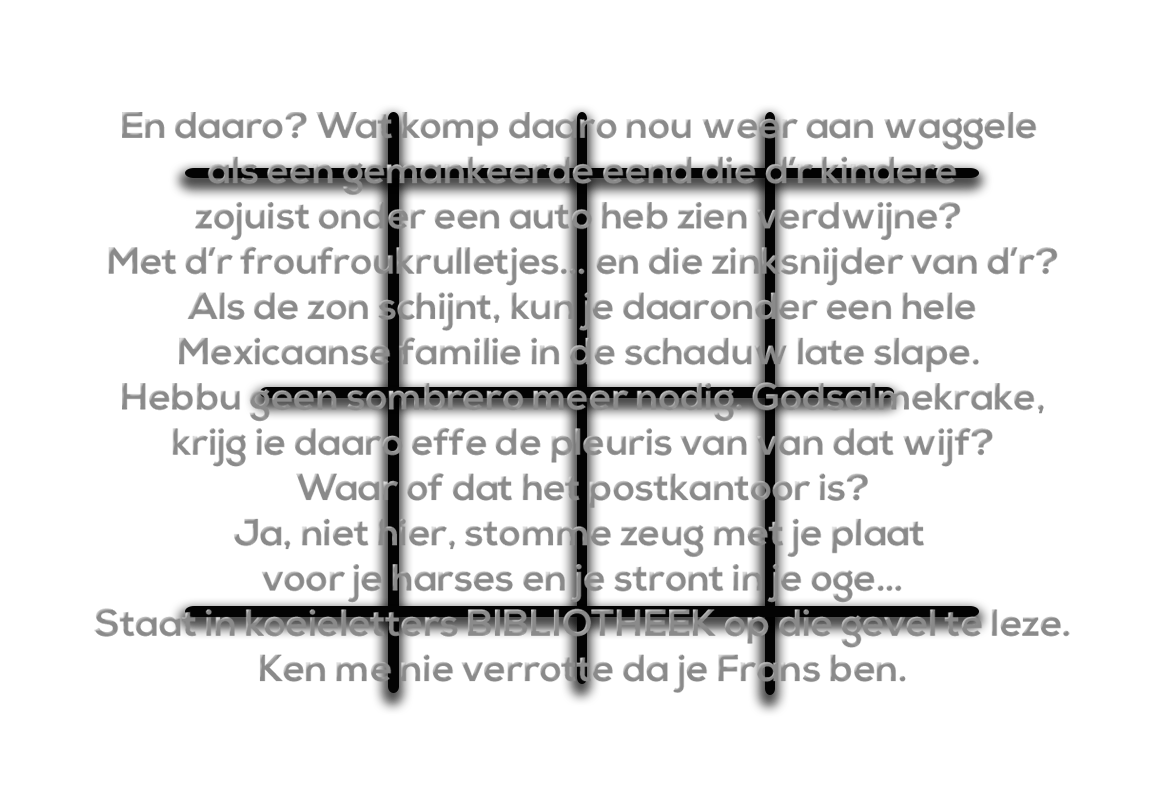 En daaro? Wat komp daaro nou weer aan waggele
als een gemankeerde eend die d'r kindere
zojuist onder een auto heb zien verdwijne?
Met d'r froufroukrulletjes... en die zinksnijder van d'r?
Als de zon schijnt, kun je daaronder een hele
Mexicaanse familie in de schaduw late slape.
Hebbu geen sombrero meer nodig. Godsalmekrake,
krijg ie daaro effe de pleuris van van dat wijf?
Waar of dat het postkantoor is?
Ja, niet hier, stomme zeug met je plaat
voor je harses en je stront in je oge...
Staat in koeieletters BIBLIOTHEEK op die gevel te leze.
Ken me nie verrotte da je Frans ben.